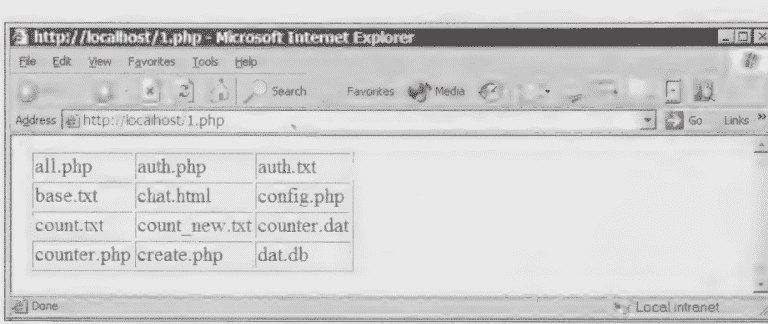 http://localhost/1.php - Microsoft Internet Explorer
File Edit View Favorites Tools Help
Search Favorites Media
Address http://localhost/1.php Go Links »
all.php auth.php auth.txt
base.txt chat.html config.php
count.txt count_new.txt counter.dat
counter.php create.php dat.db
Done Local intranet